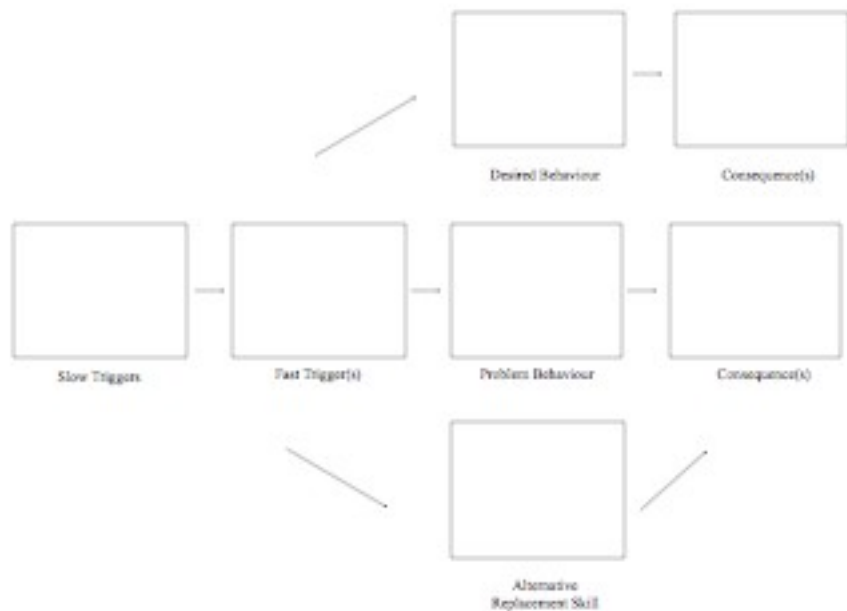 Desired Behaviour
Consequence(s)
Slow Triggers
Fast Trigger(s)
Problem Behaviour
Consequence(s)
Alternative
Replacement Skill